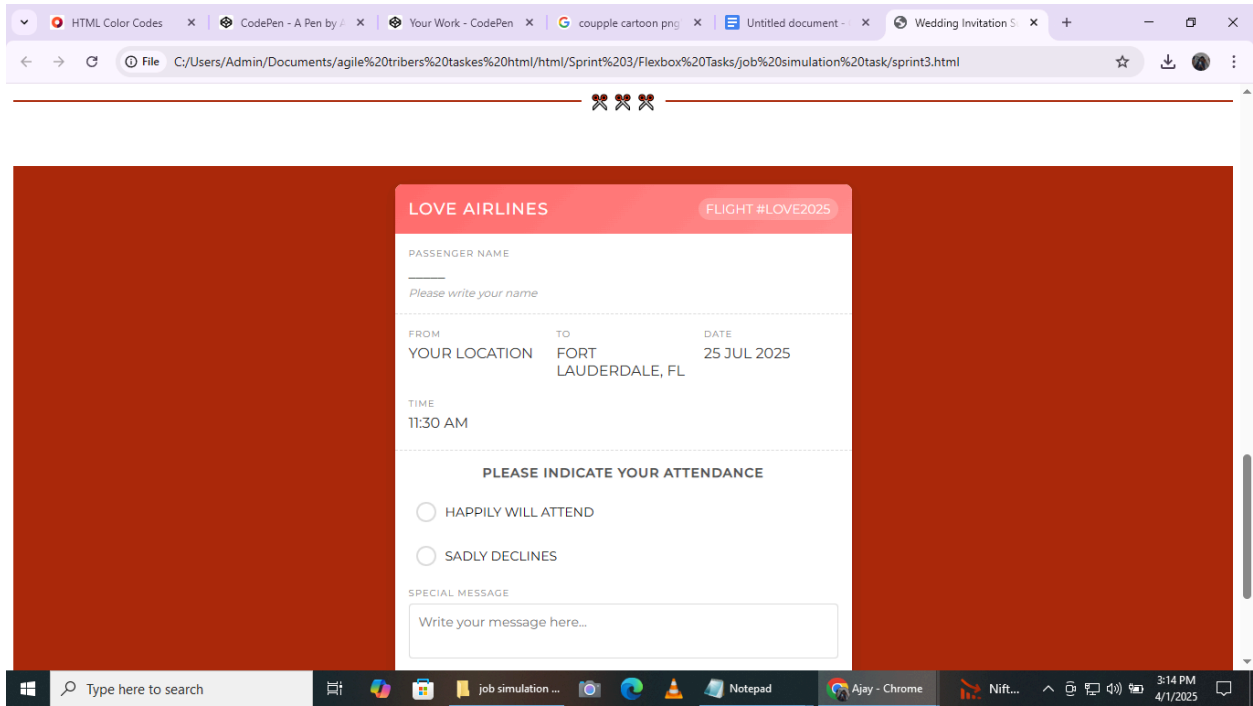 HTML Color Codes
CodePen - A Pen by A
Your Work - CodePen
coupple cartoon png
Untitled document -
Wedding Invitation S
File C:/Users/Admin/Documents/agile%20tribers%20taskes%20html/html/Sprint%203/Flexbox%20Tasks/job%20simulation%20task/sprint3.html
LOVE AIRLINES
FLIGHT #LOVE2025
PASSENGER NAME
_____
Please write your name
FROM
YOUR LOCATION
TO
FORT
LAUDERDALE, FL
DATE
25 JUL 2025
TIME
11:30 AM
PLEASE INDICATE YOUR ATTENDANCE
HAPPILY WILL ATTEND
SADLY DECLINES
SPECIAL MESSAGE
Write your message here...
Type here to search
job simulation ...
Notepad
Ajay - Chrome
Nift...
3:14 PM
4/1/2025